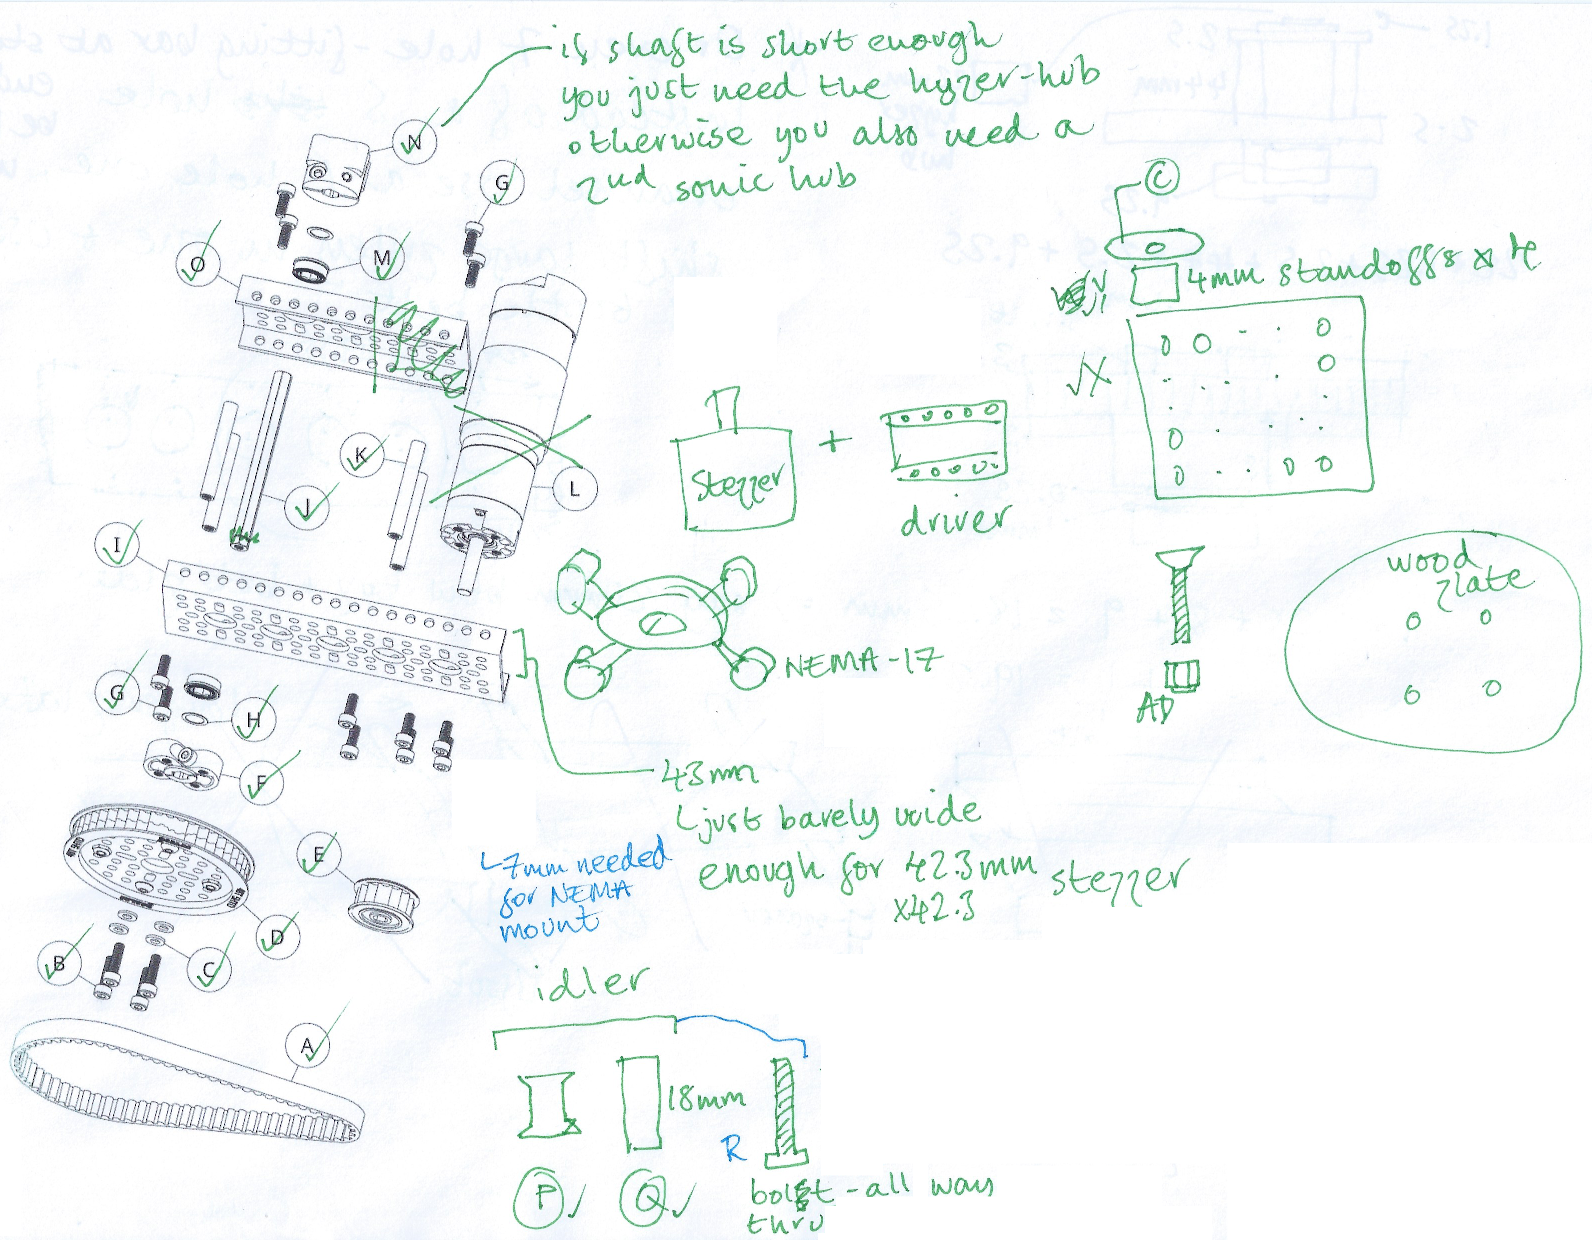 if shaft is short enough
you just need the hyper-hub
otherwise you also need a
2nd sonic hub
N
G
M
O
C
4mm standoffs x 4
X
K
L
J
I
stepper
+
driver
wood
plate
NEMA-17
AD
G
H
F
43mm
just barely wide
enough for 42.3mm stepper
x42.3
7mm needed
for NEMA
mount
E
D
B
C
A
idler
18mm
R
P
Q
bolt - all ways
thru